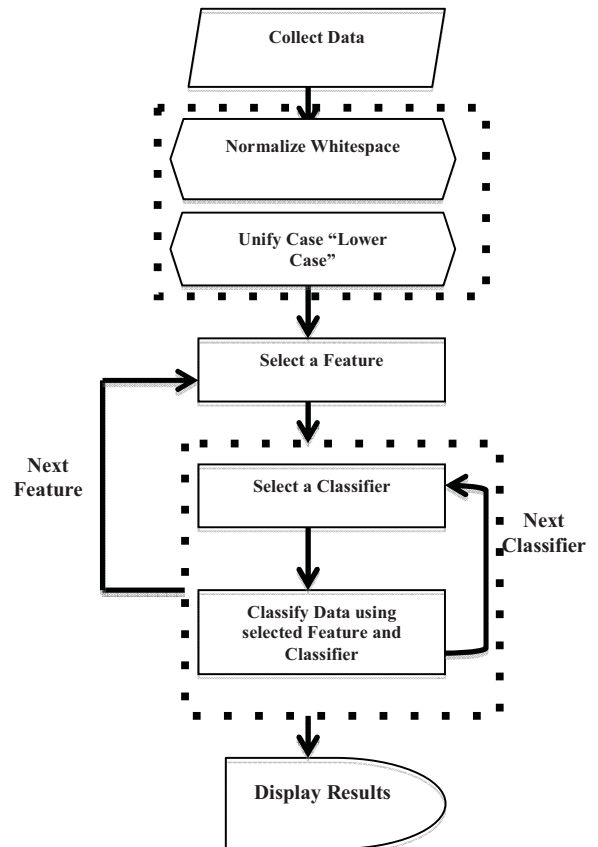 Collect Data
Normalize Whitespace
Unify Case “Lower
Case”
Select a Feature
Next
Feature
Select a Classifier
Next
Classifier
Classify Data using
selected Feature and
Classifier
Display Results